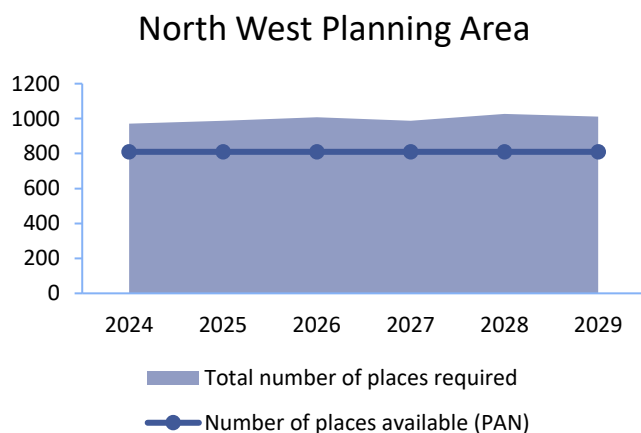 North West Planning Area
1200
1000
800
600
400
200
0
2024 2025 2026 2027 2028 2029
Total number of places required
Number of places available (PAN)